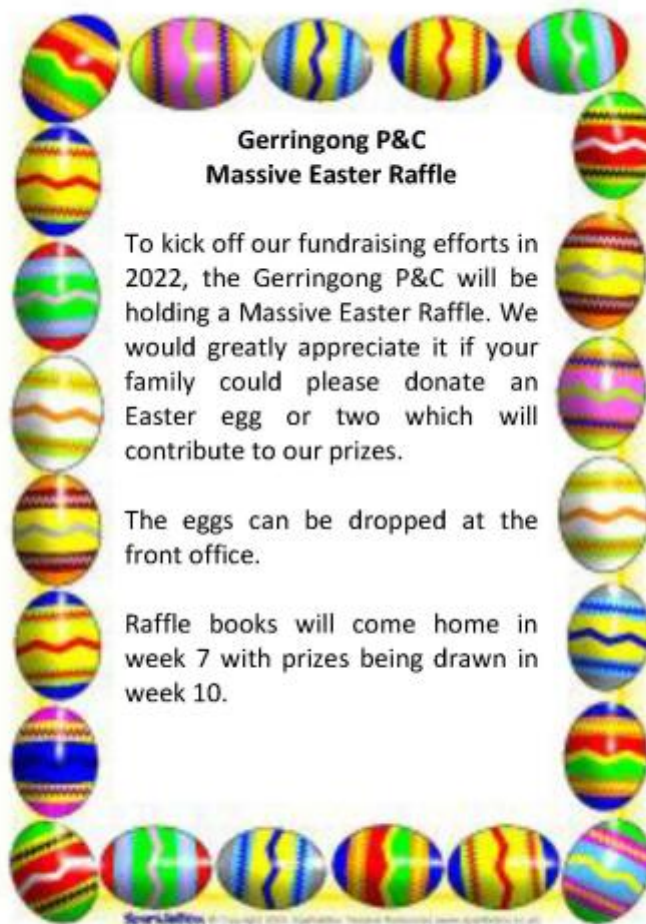 Gerringong P&C
Massive Easter Raffle
To kick off our fundraising efforts in
2022, the Gerringong P&C will be
holding a Massive Easter Raffle. We
would greatly appreciate it if your
family could please donate an
Easter egg or two which will
contribute to our prizes.
The eggs can be dropped at the
front office.
Raffle books will come home in
week 7 with prizes being drawn in
week 10.